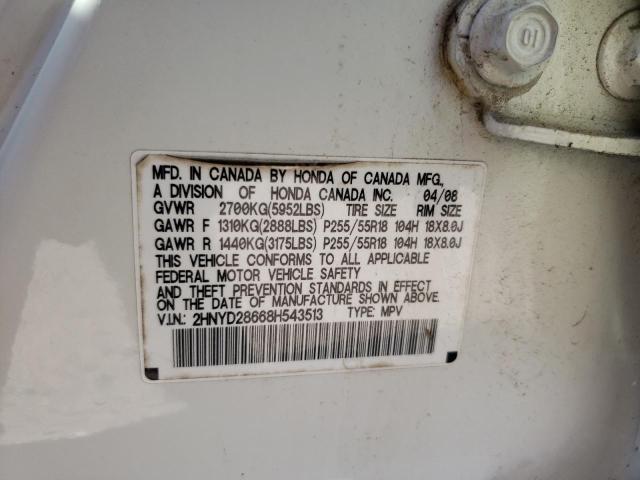 01
MFD. IN CANADA BY HONDA OF CANADA MFG.,
A DIVISION OF HONDA CANADA INC. 04/08
GVWR 2700KG(5952LBS) TIRE SIZE RIM SIZE
GAWR F 1310KG(2888LBS) P255/55R18 104H 18X8.0J
GAWR R 1440KG(3175LBS) P255/55R18 104H 18X8.0J
THIS VEHICLE CONFORMS TO ALL APPLICABLE
FEDERAL MOTOR VEHICLE SAFETY
AND THEFT PREVENTION STANDARDS IN EFFECT
ON THE DATE OF MANUFACTURE SHOWN ABOVE.
V.I.N.: 2HNYD28668H543513 TYPE: MPV